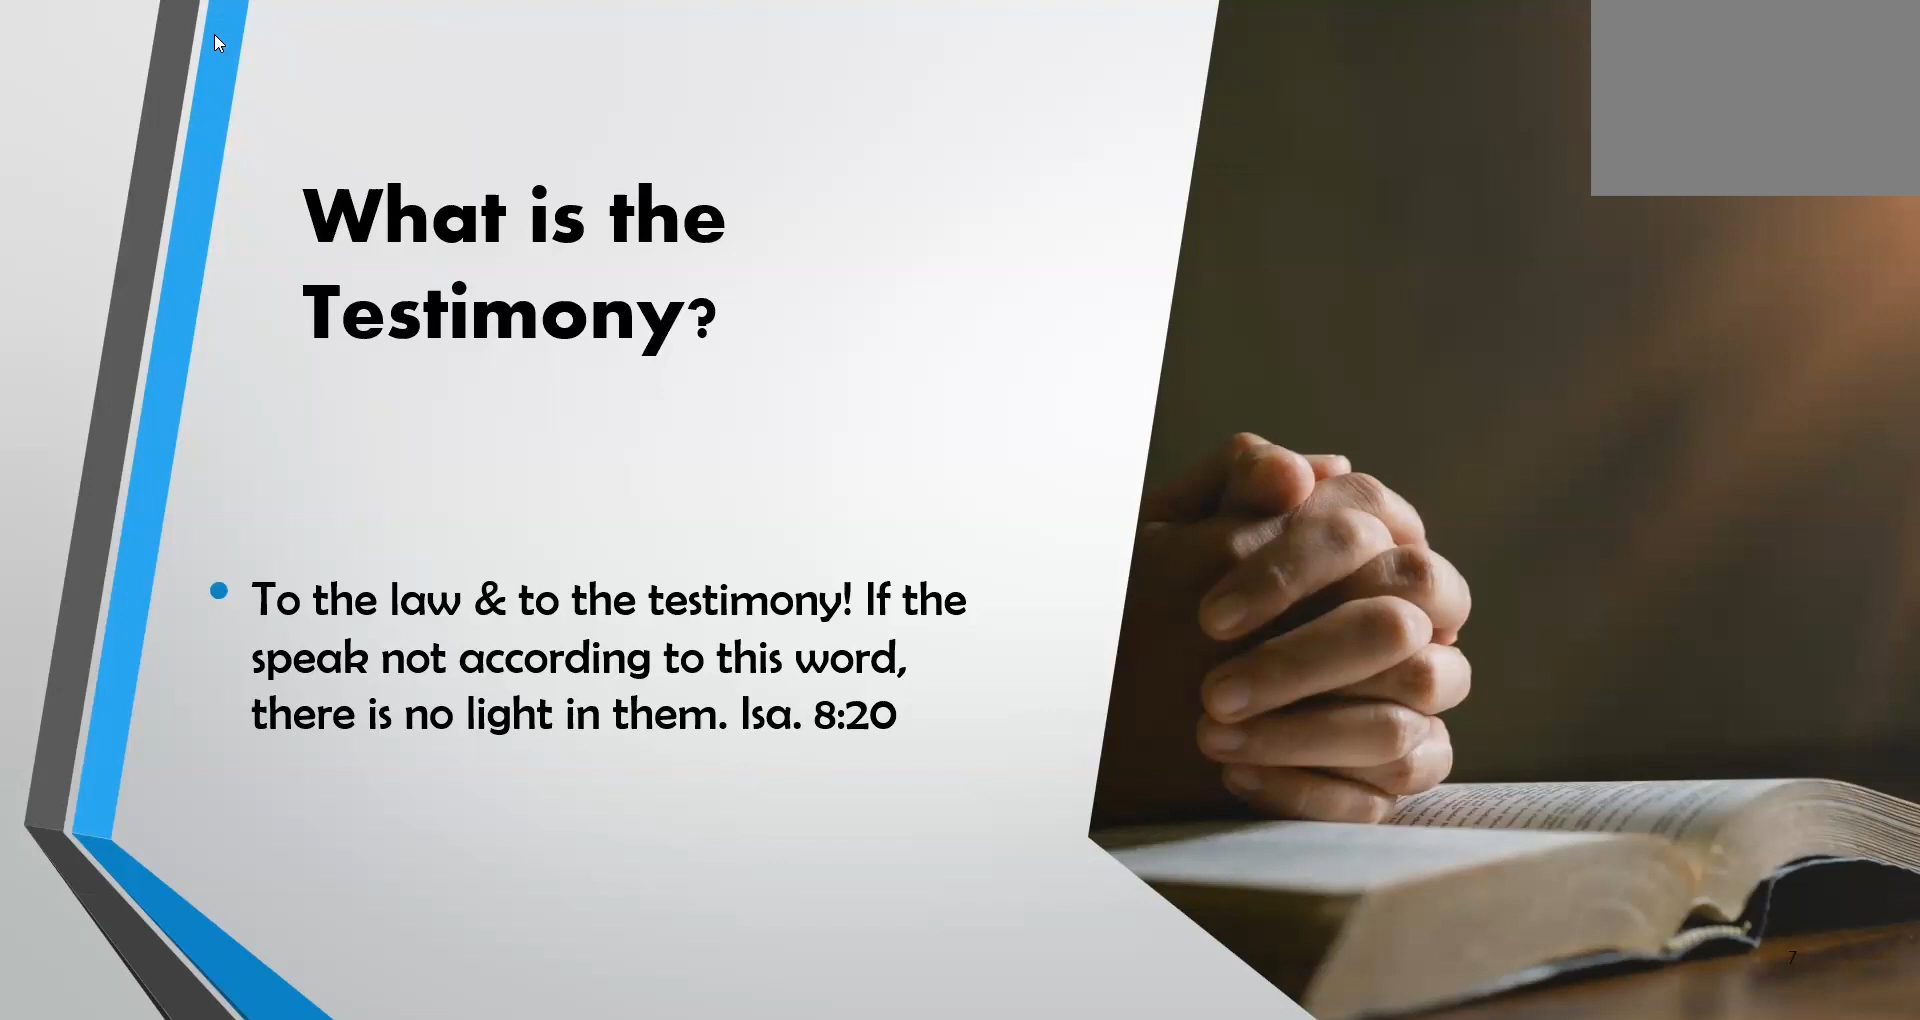 What is the
Testimony?
• To the law & to the testimony! If the
speak not according to this word,
there is no light in them. Isa. 8:20
7